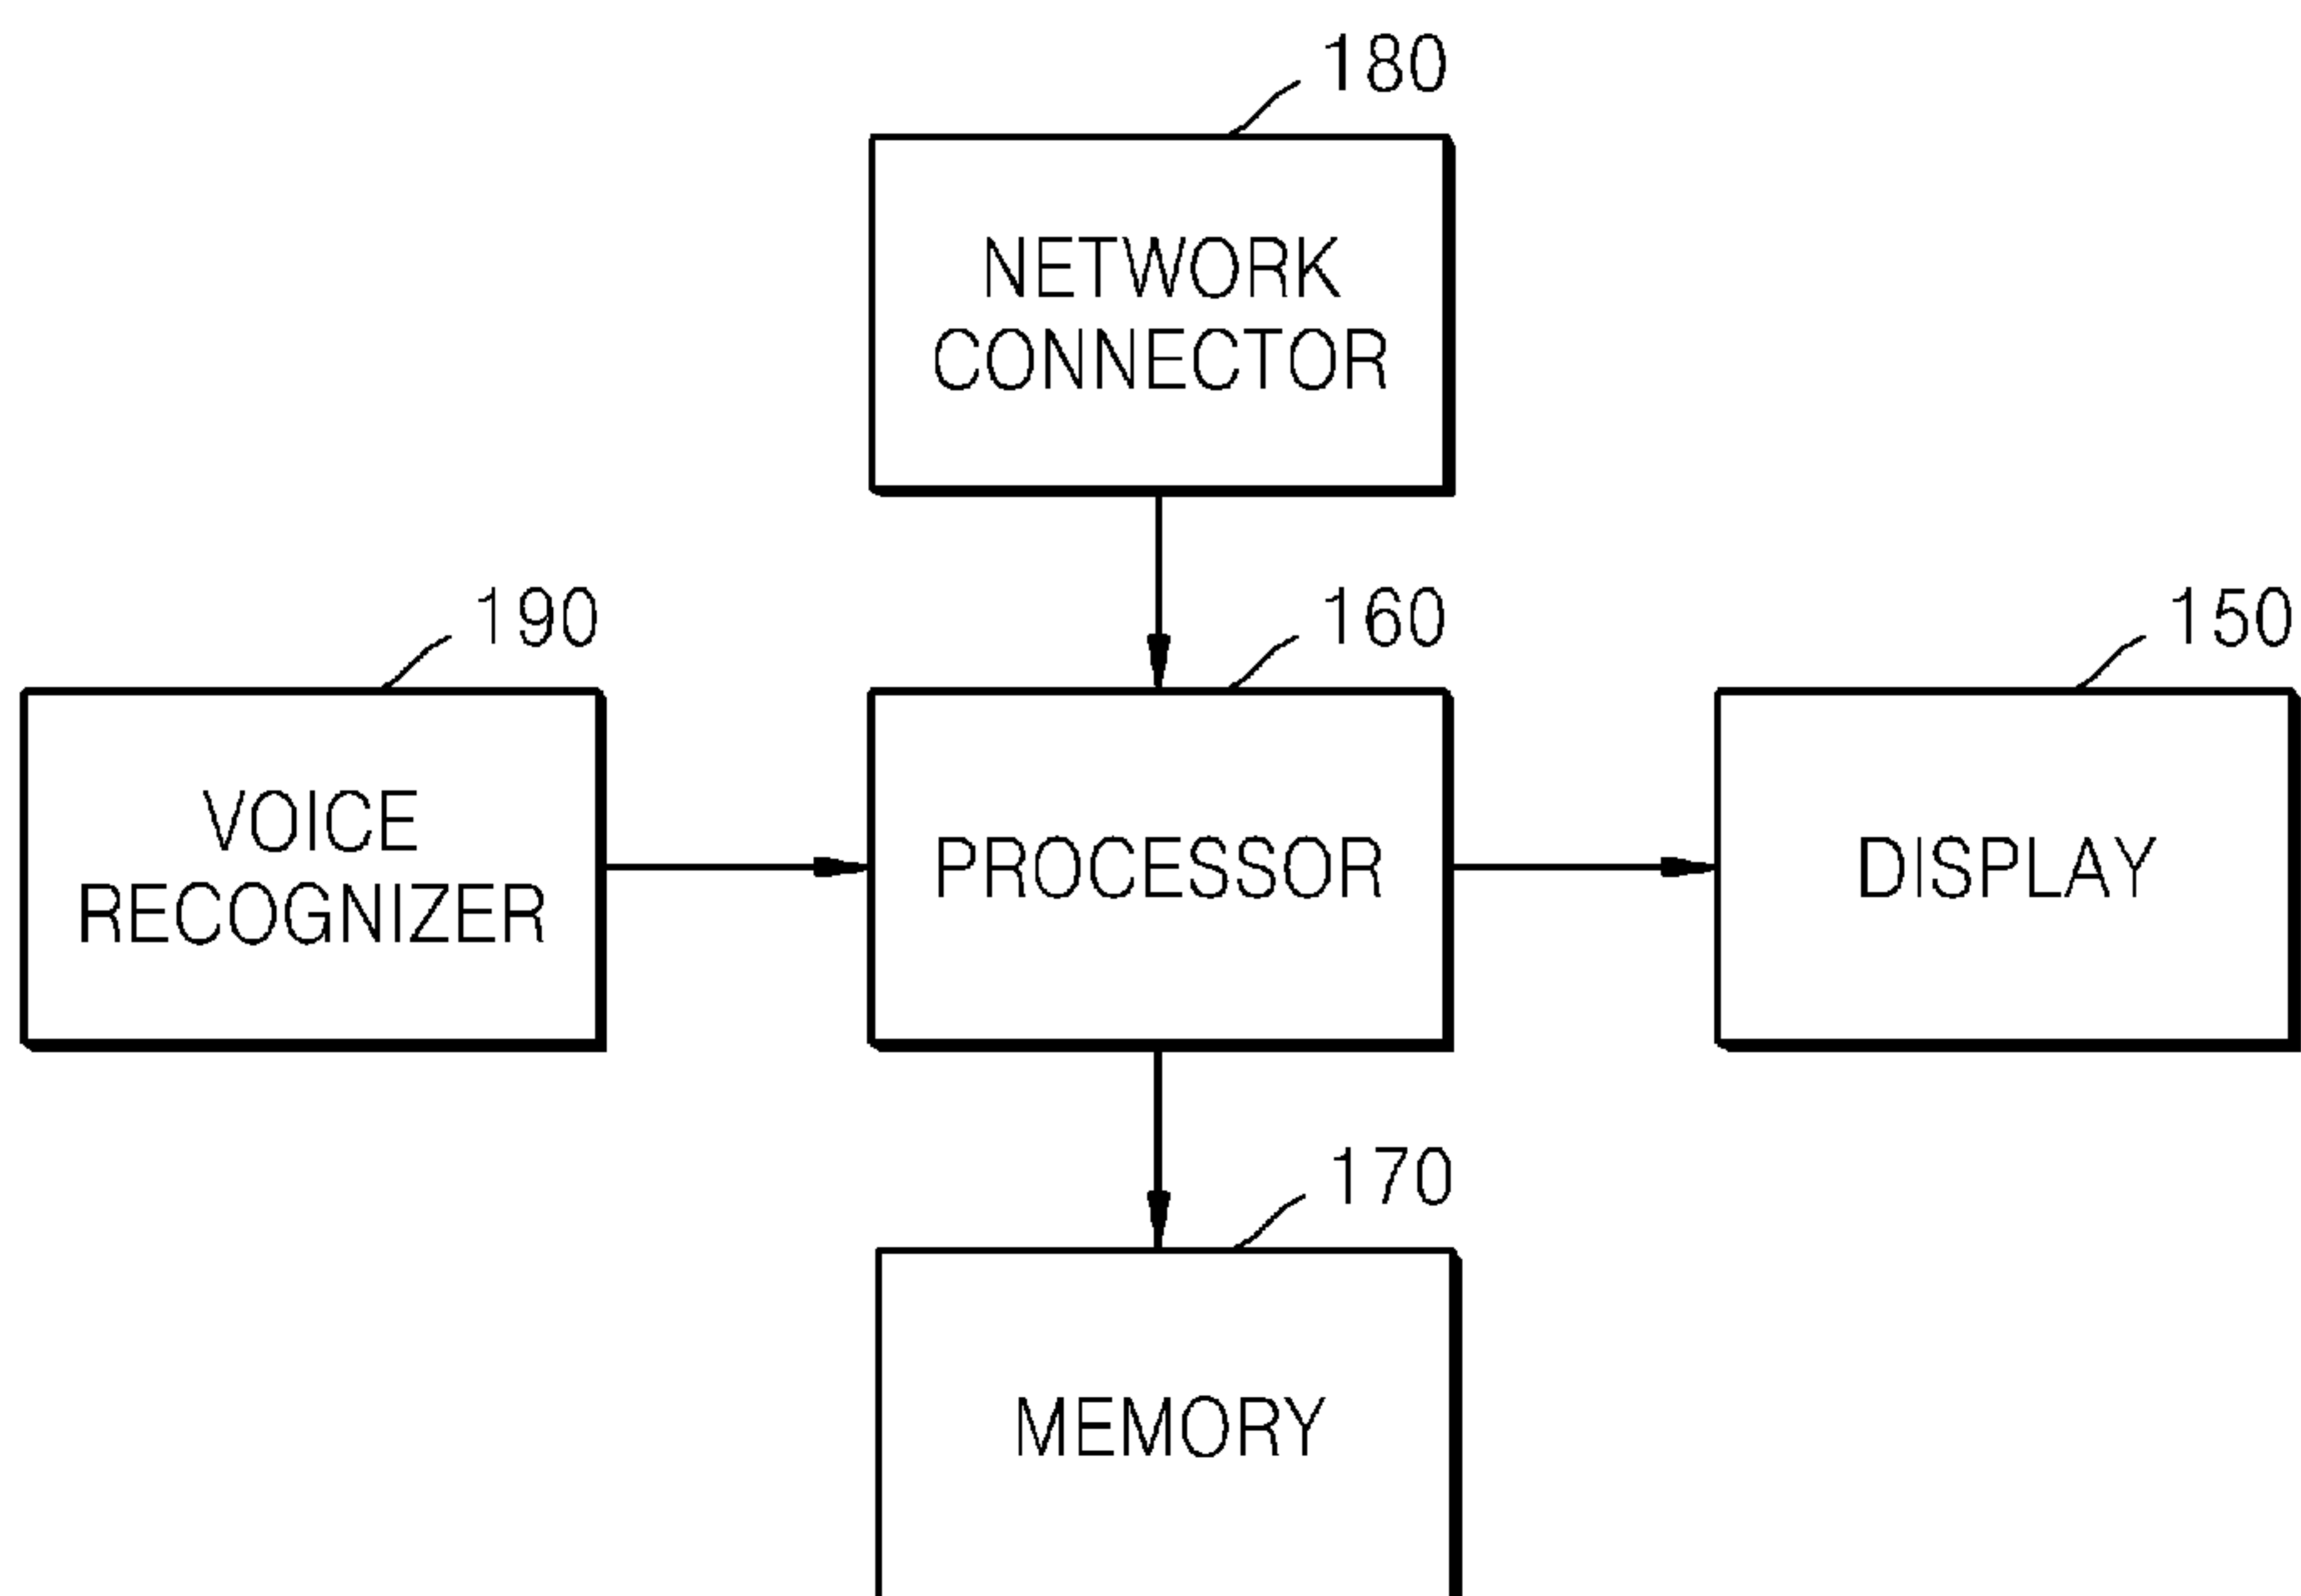 180
NETWORK
CONNECTOR
190
160
150
VOICE
RECOGNIZER
PROCESSOR
DISPLAY
170
MEMORY